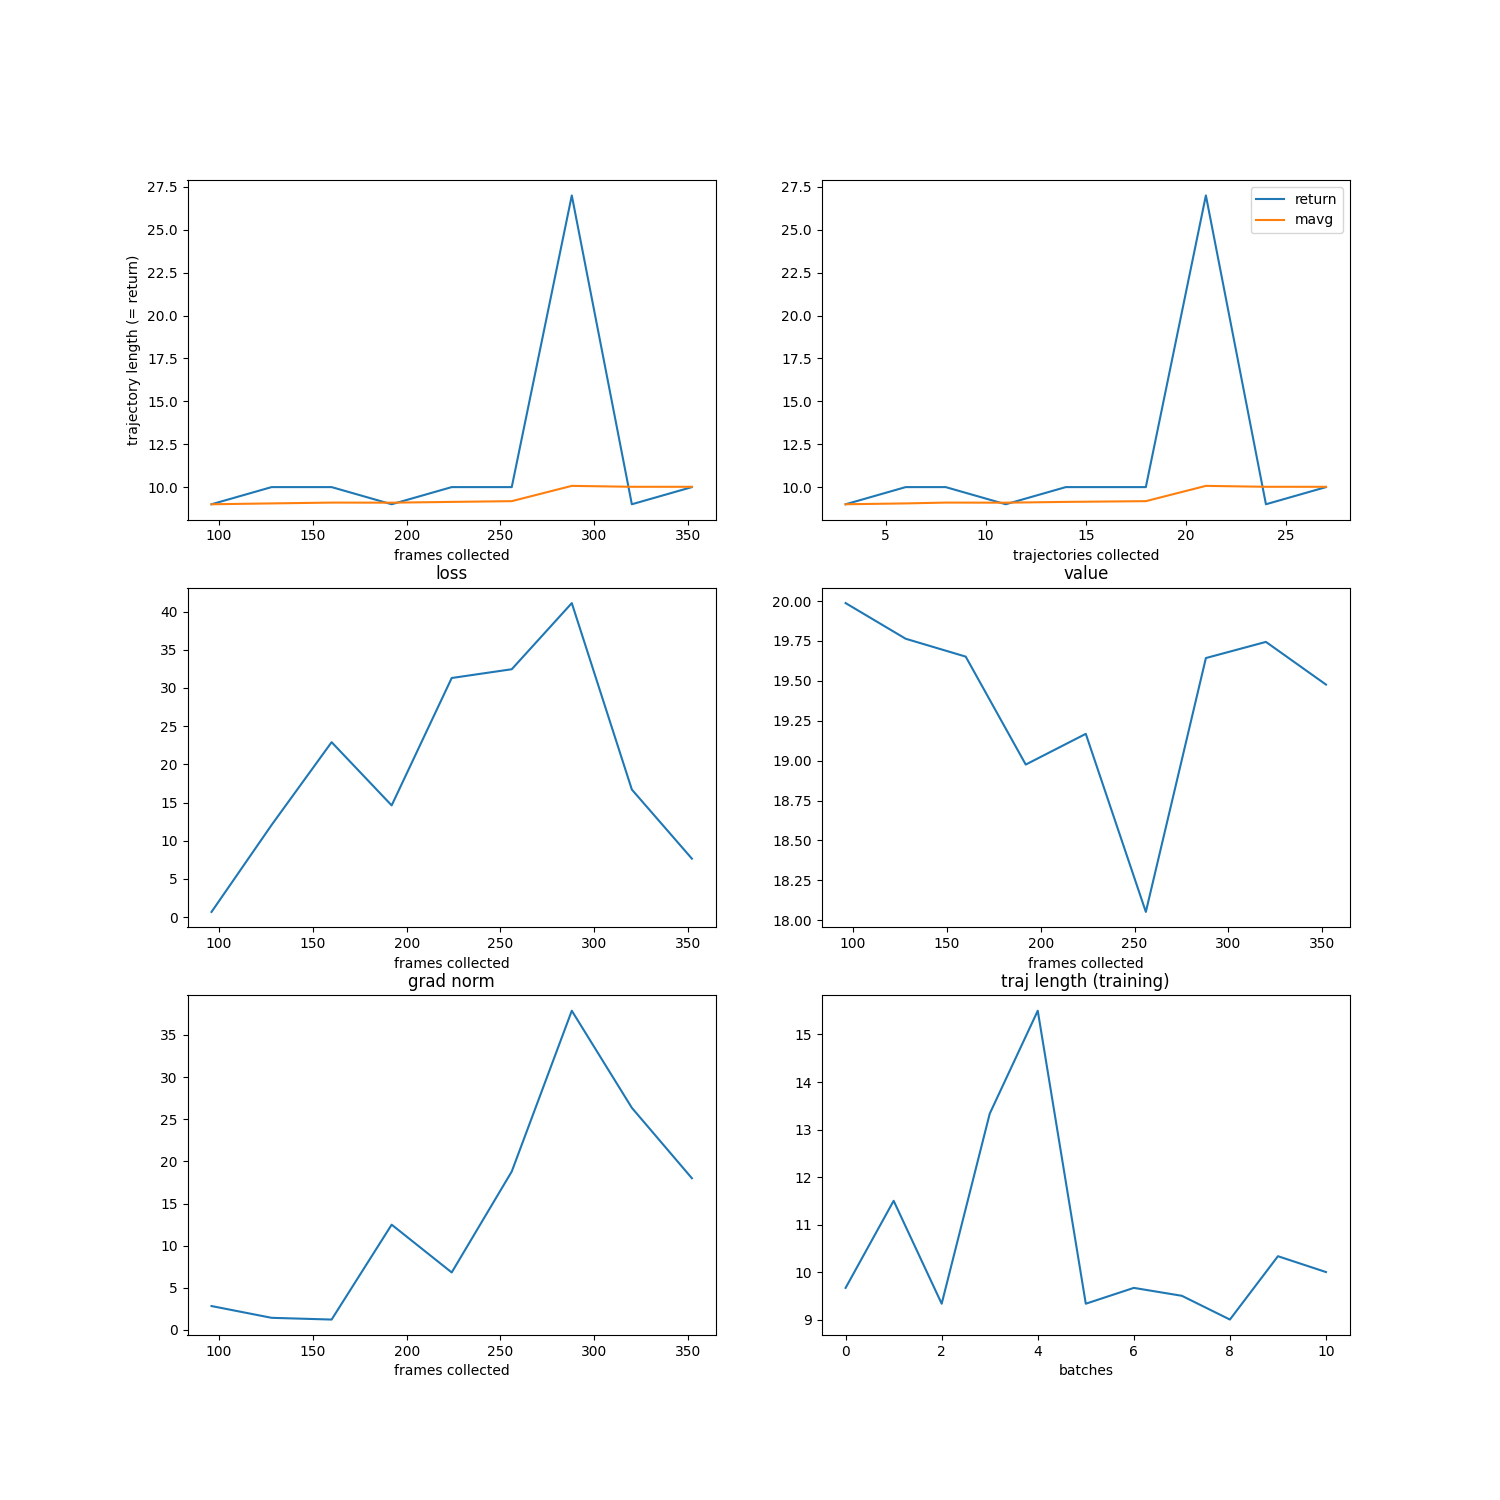 27.5
25.0
22.5
20.0
17.5
15.0
12.5
10.0
trajectory length (= return)
100 150 200 250 300 350
frames collected
27.5
25.0
22.5
20.0
17.5
15.0
12.5
10.0
return
mavg
5 10 15 20 25
trajectories collected
loss
40
35
30
25
20
15
10
5
0
100 150 200 250 300 350
frames collected
value
20.00
19.75
19.50
19.25
19.00
18.75
18.50
18.25
18.00
100 150 200 250 300 350
frames collected
grad norm
35
30
25
20
15
10
5
0
100 150 200 250 300 350
frames collected
traj length (training)
15
14
13
12
11
10
9
0 2 4 6 8 10
batches